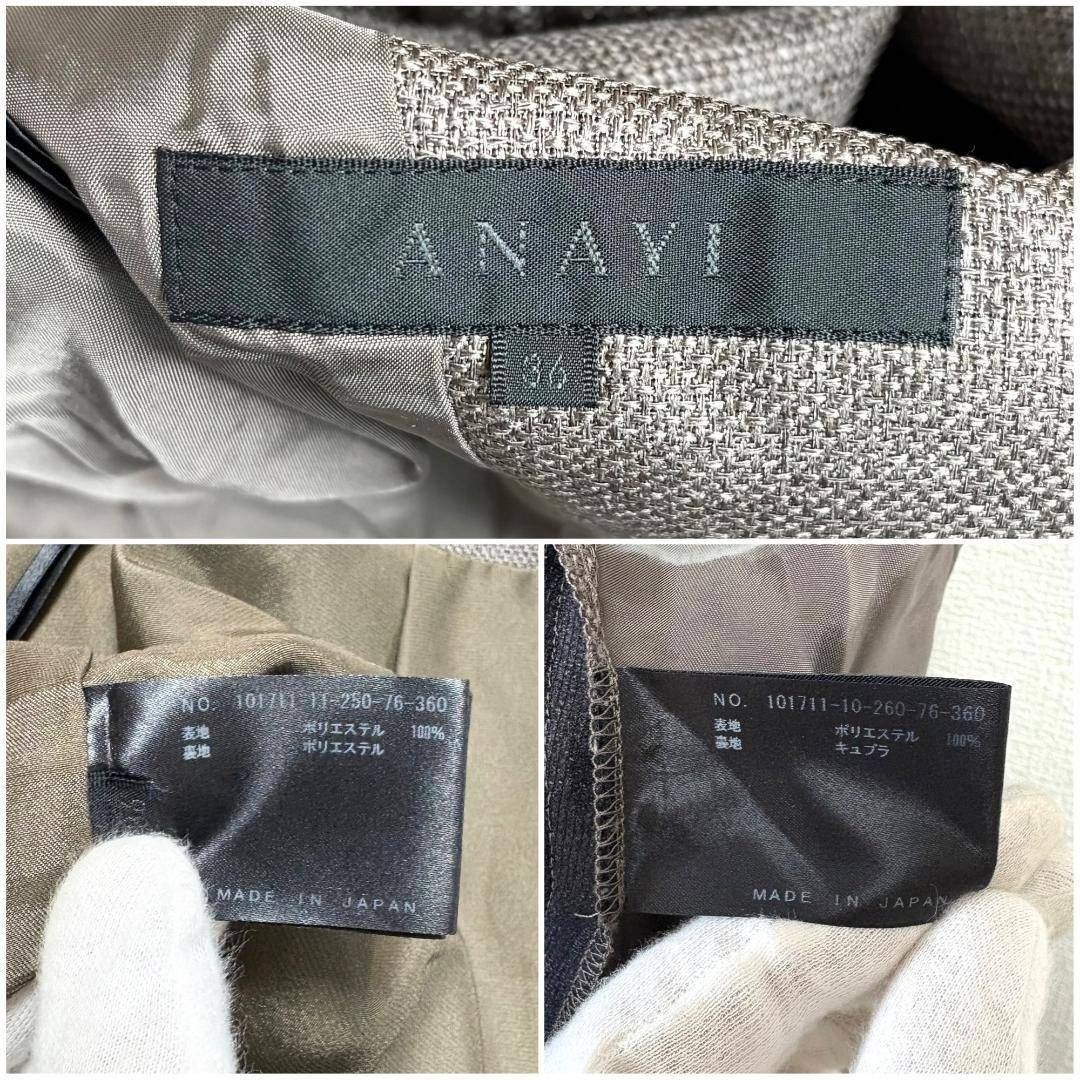 ANAYI
36
NO. 101711-11-250-76-360
表地 ポリエステル 100%
裏地 ポリエステル
MADE IN JAPAN
NO. 101711-10-260-76-360
表地 ポリエステル 100%
裏地 キュプラ
MADE IN JAPAN